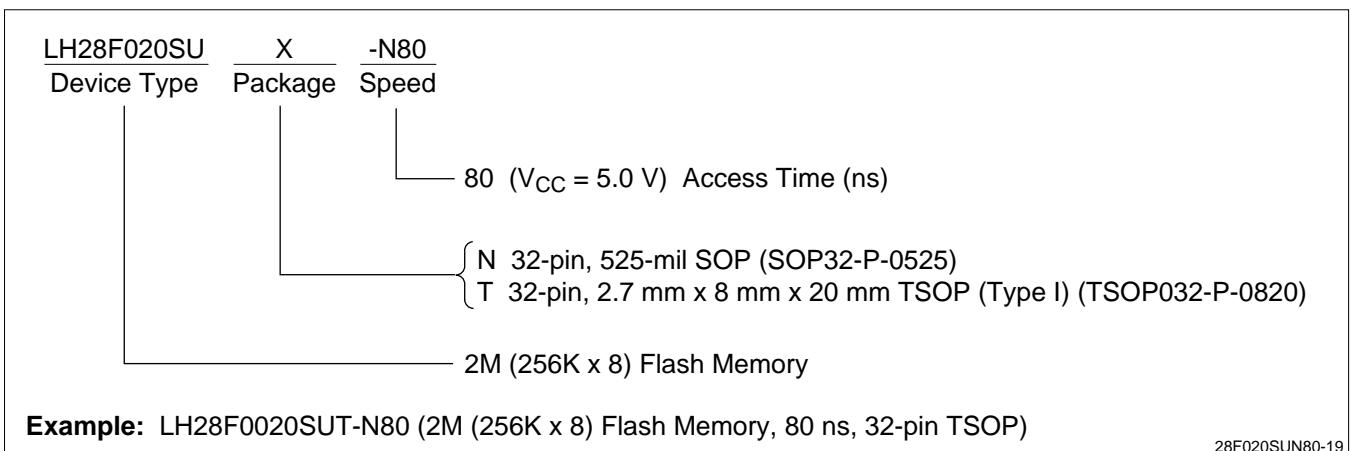 LH28F020SU X -N80
Device Type Package Speed
80 (VCC = 5.0 V) Access Time (ns)
N 32-pin, 525-mil SOP (SOP32-P-0525)
T 32-pin, 2.7 mm x 8 mm x 20 mm TSOP (Type I) (TSOP032-P-0820)
2M (256K x 8) Flash Memory
Example: LH28F0020SUT-N80 (2M (256K x 8) Flash Memory, 80 ns, 32-pin TSOP)
28F020SUN80-19